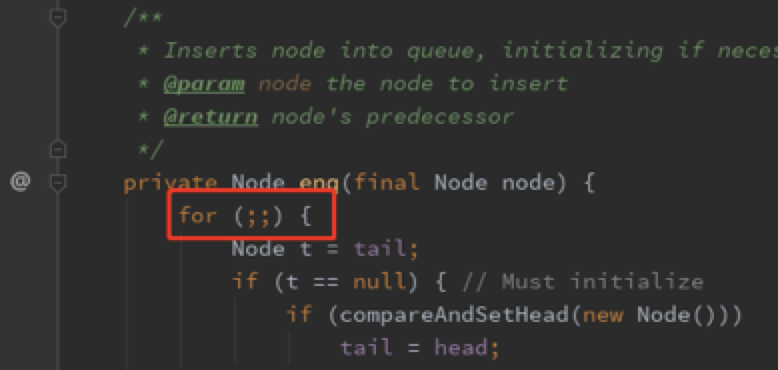 /**
* Inserts node into queue, initializing if neces
* @param node the node to insert
* @return node's predecessor
*/
@ private Node enq(final Node node) {
for (;;) {
Node t = tail;
if (t == null) { // Must initialize
if (compareAndSetHead(new Node()))
tail = head;